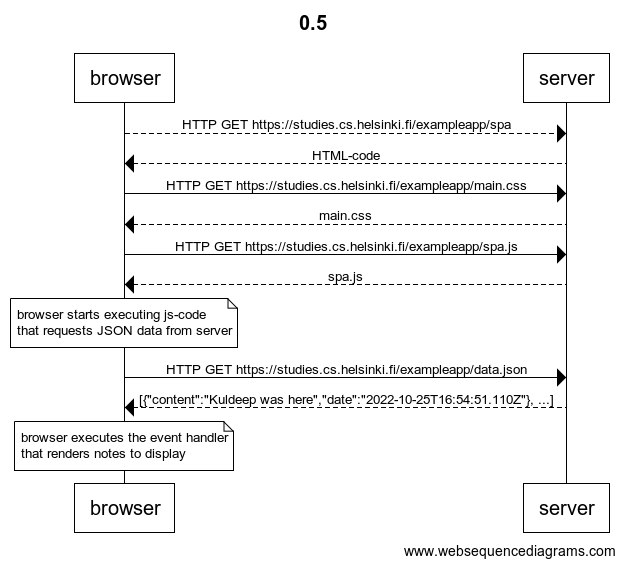 0.5
browser
server
HTTP GET https://studies.cs.helsinki.fi/exampleapp/spa
HTML-code
HTTP GET https://studies.cs.helsinki.fi/exampleapp/main.css
main.css
HTTP GET https://studies.cs.helsinki.fi/exampleapp/spa.js
spa.js
browser starts executing js-code
that requests JSON data from server
HTTP GET https://studies.cs.helsinki.fi/exampleapp/data.json
[{"content":"Kuldeep was here","date":"2022-10-25T16:54:51.110Z"}, ...]
browser executes the event handler
that renders notes to display
browser
server
www.websequencediagrams.com